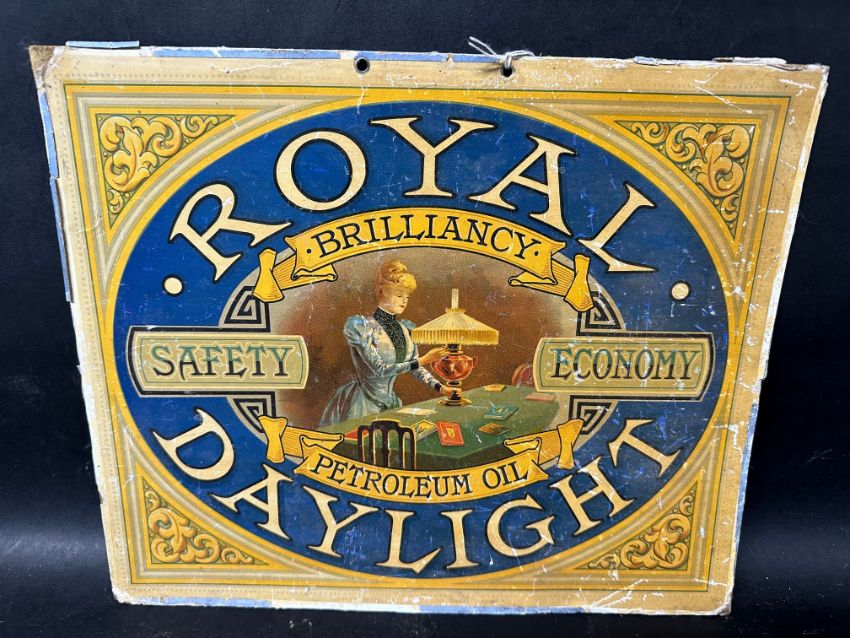 ROYAL
·BRILLIANCY·
SAFETY
ECONOMY
PETROLEUM OIL
DAYLIGHT